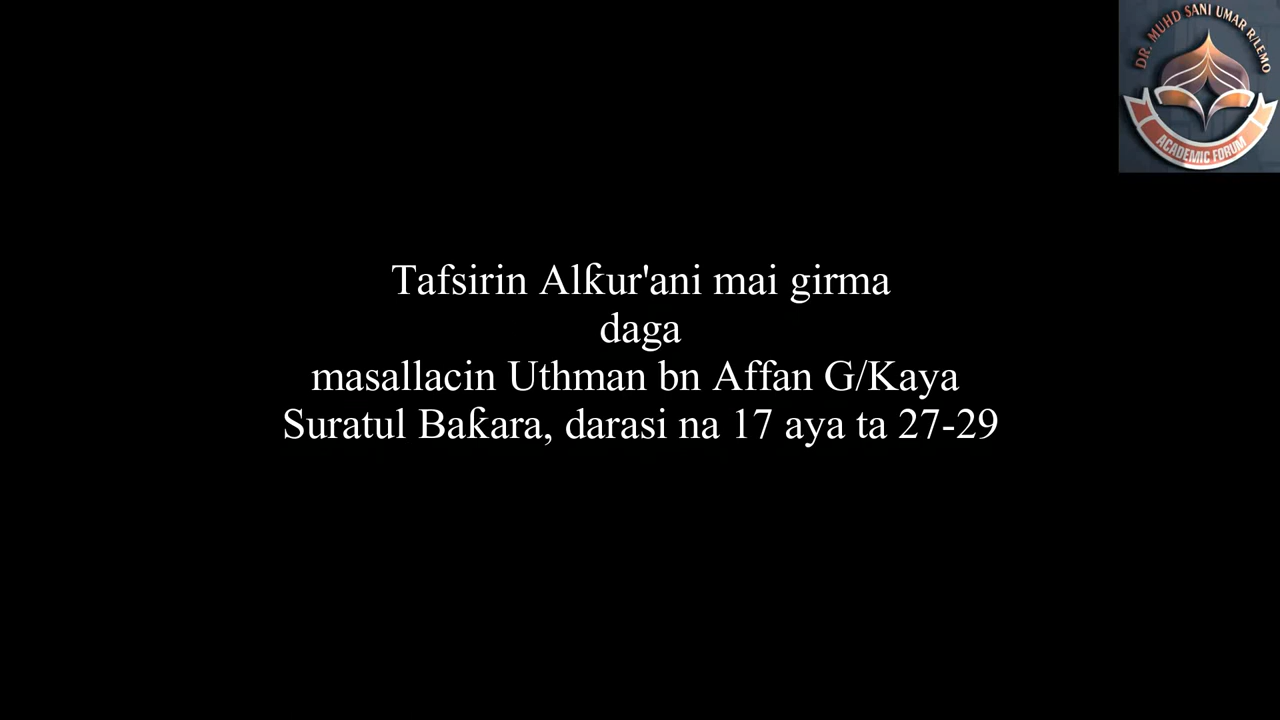 DR. MUHD SANI UMAR R/LEMO
ACADEMIC FORUM
Tafsirin Alƙur'ani mai girma
daga
masallacin Uthman bn Affan G/Kaya
Suratul Baƙara, darasi na 17 aya ta 27-29